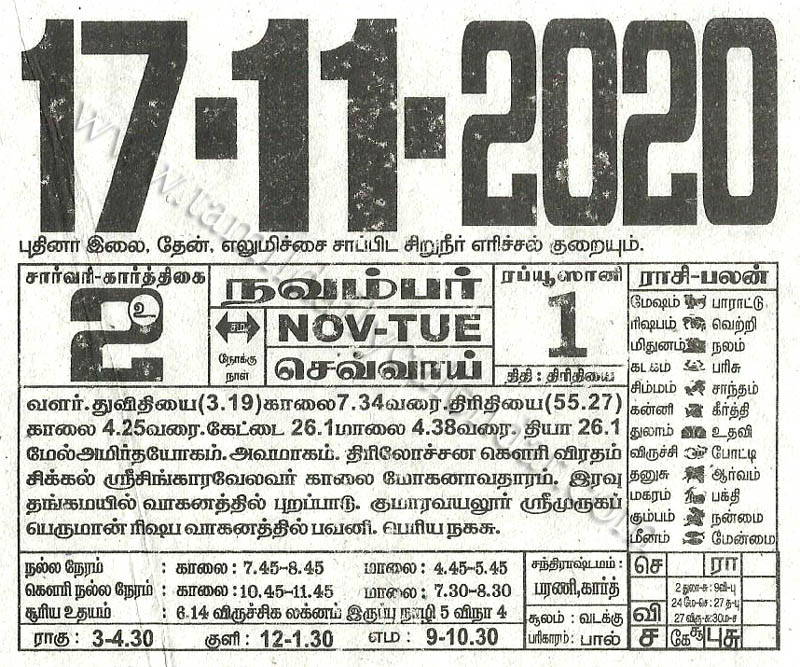 17-11-2020
புதினா இலை, தேன், எலுமிச்சை சாப்பிட சிறுநீர் எரிச்சல் குறையும்.
சார்வரி-கார்த்திகை
2
உ
நவம்பர்
சம
நோக்கு
நாள்
NOV-TUE
செவ்வாய்
ரப்யூஸானி
1
திதி : திரிதியை
வளர்.துவிதியை(3.19)காலை7.34வரை.திரிதியை(55.27)
காலை 4.25வரை.கேட்டை 26.1மாலை 4.38வரை. தியா 26.1
மேல்அமிர்தயோகம். அவமாகம். திரிலோச்சன கௌரி விரதம்
சிக்கல் ஸ்ரீசிங்காரவேலவர் காலை மோகனாவதாரம். இரவு
தங்கமயில் வாகனத்தில் புறப்பாடு. குமாரவயலூர் ஸ்ரீமுருகப்
பெருமான் ரிஷப வாகனத்தில் பவனி. பெரிய நகசு.
ராசி-பலன்
மேஷம் பாராட்டு
ரிஷபம் வெற்றி
மிதுனம் நலம்
கடகம் பரிசு
சிம்மம் சாந்தம்
கன்னி கீர்த்தி
துலாம் உதவி
விருச்சி போட்டி
தனுசு ஆர்வம்
மகரம் பக்தி
கும்பம் நன்மை
மீனம் மேன்மை
நல்ல நேரம் : காலை: 7.45-8.45 மாலை: 4.45-5.45
கௌரி நல்ல நேரம் : காலை:10.45-11.45 மாலை: 7.30-8.30
சூரிய உதயம் : 6.14 விருச்சிக லக்னம் இருப்பு நாழி 5 விநா 4
ராகு: 3-4.30 குளி: 12-1.30 எம: 9-10.30
சந்திராஷ்டமம்:
பரணி,கார்த்
சூலம்: வடக்கு
பரிகாரம்: பால்
செ ரா
2 துலா-சு : 9வி-பு
24 மே-செ : 27 த-பு
வி 27 விரு-சு:30ம-ச
ச கே சூ பு சு